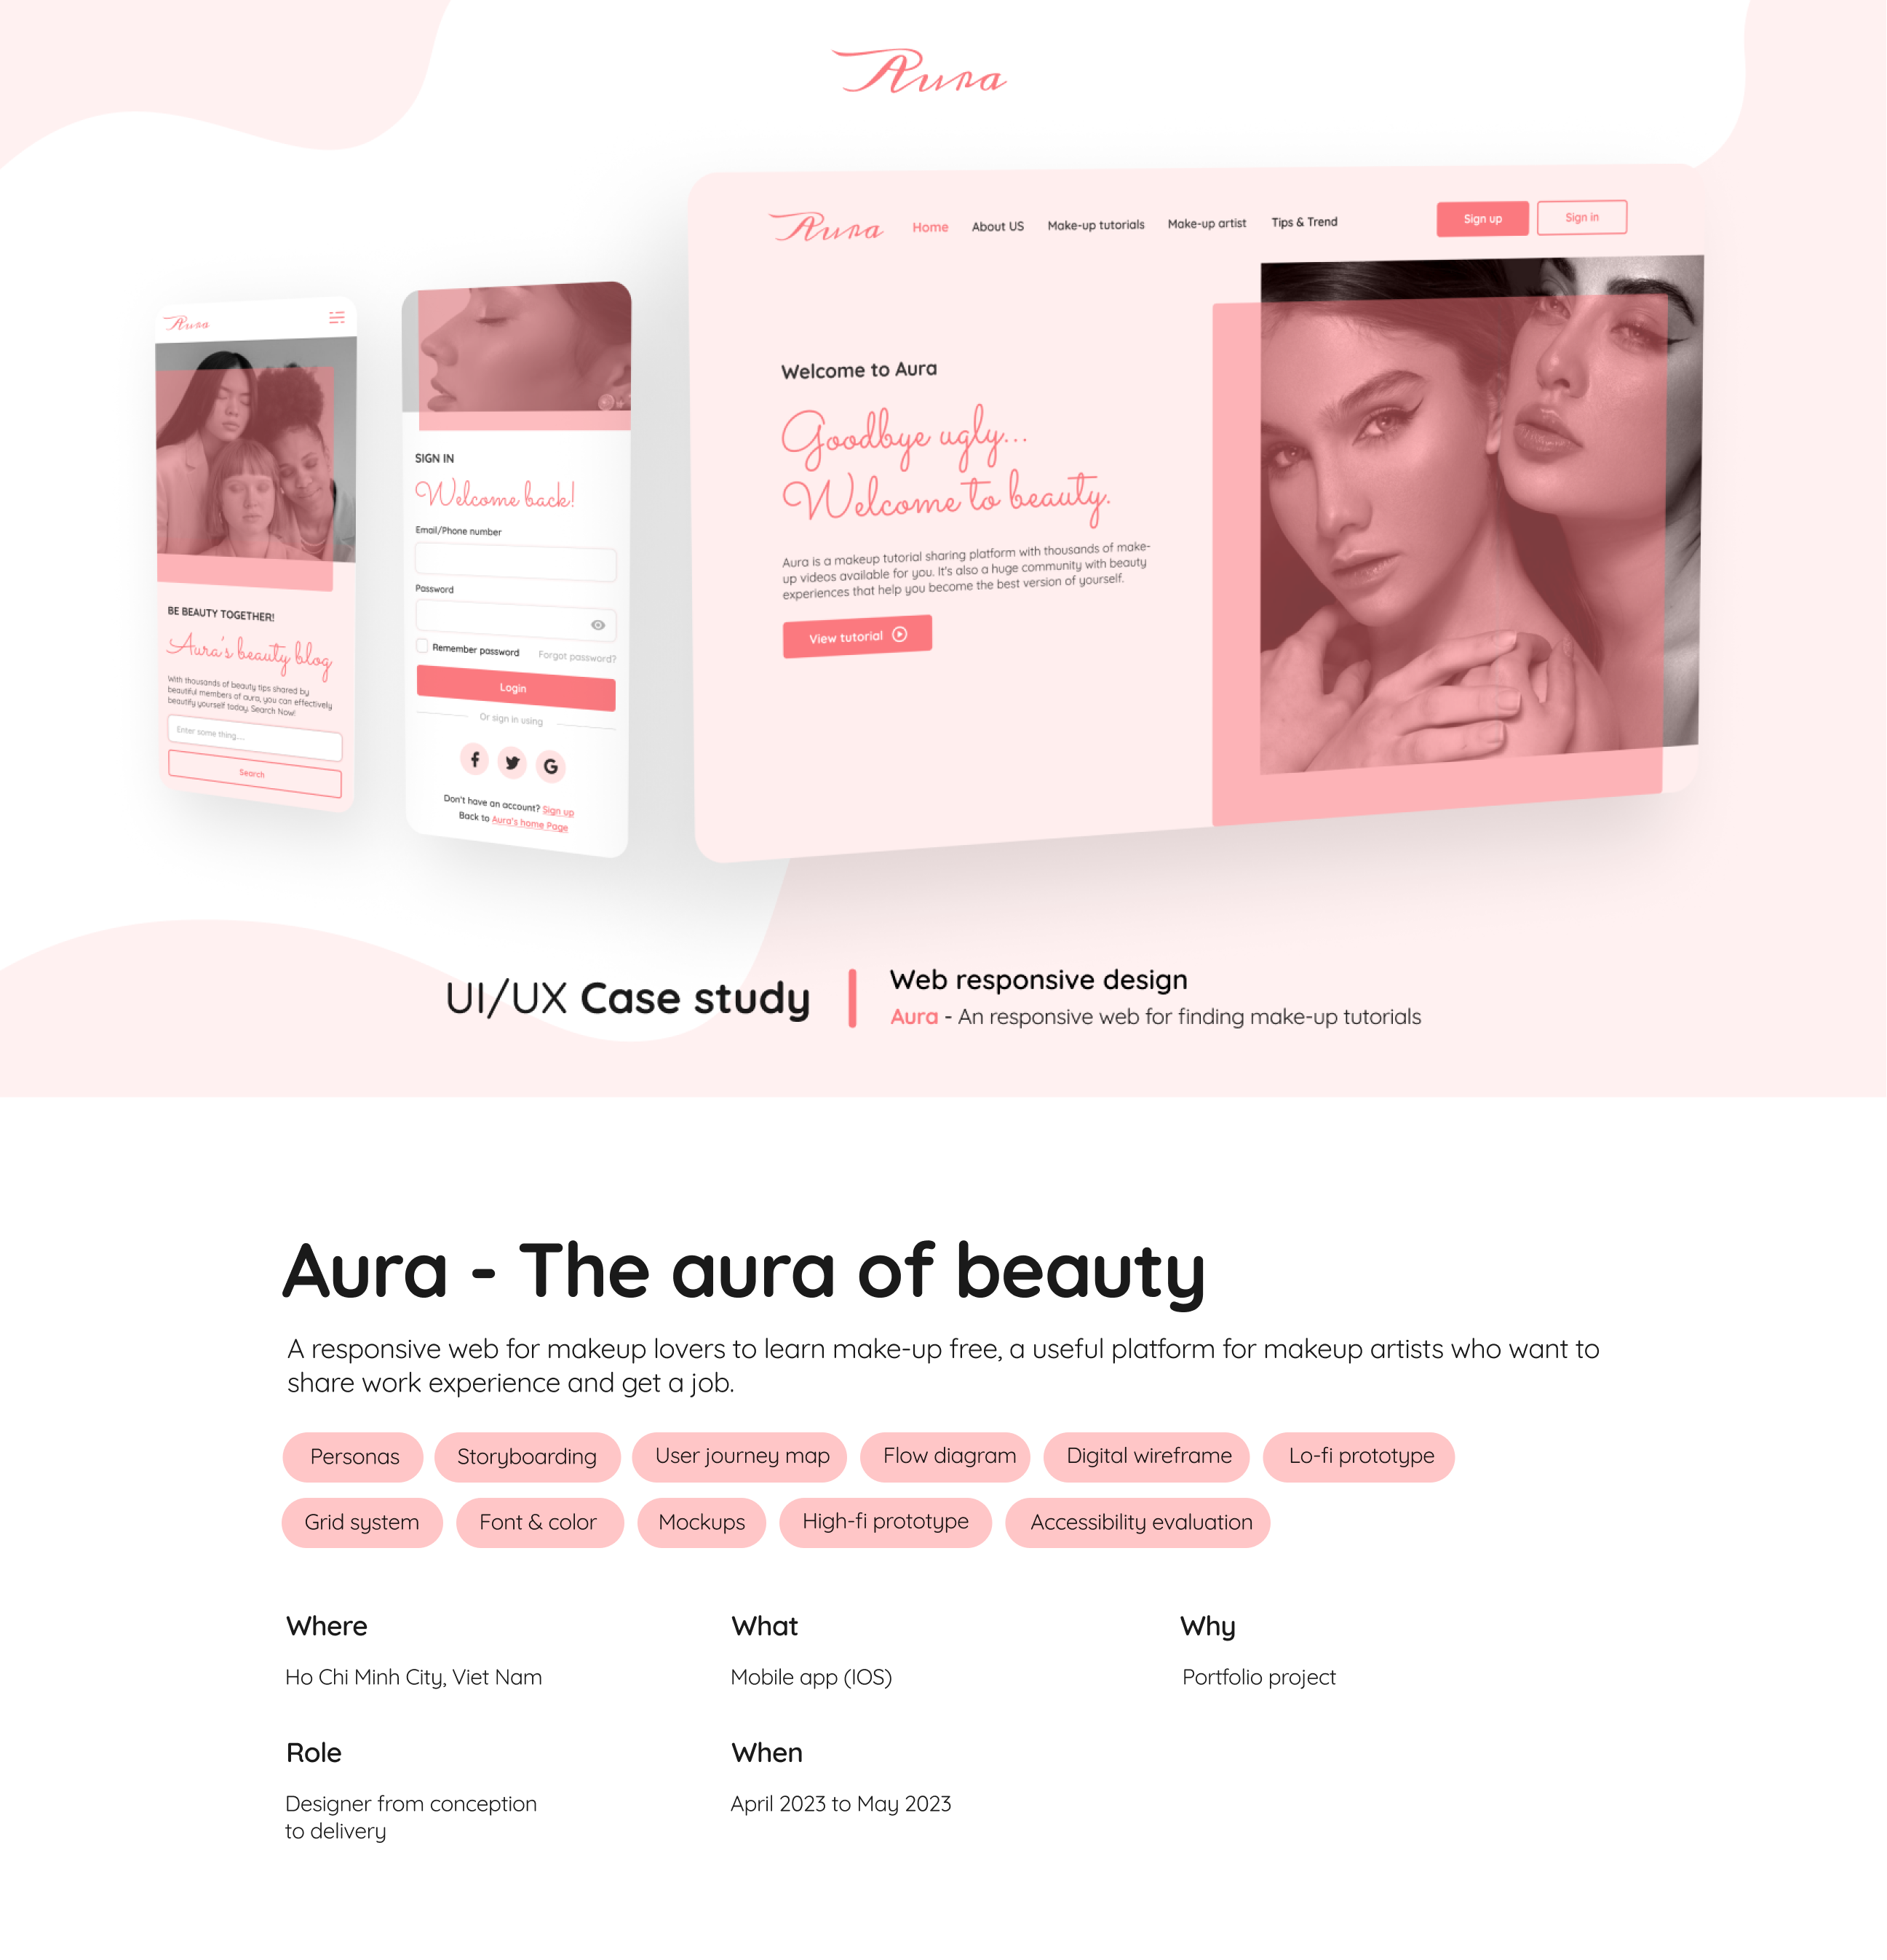 Aura
Aura
Home
About US
Make-up tutorials
Make-up artist
Tips & Trend
Sign up
Sign in
Welcome to Aura
Goodbye ugly...
Welcome to beauty.
Aura is a makeup tutorial sharing platform with thousands of make-
up videos available for you. It's also a huge community with beauty
experiences that help you become the best version of yourself.
View tutorial
Aura
BE BEAUTY TOGETHER!
Aura's beauty blog
With thousands of beauty tips shared by
beautiful members of aura, you can effectively
beautify yourself today. Search Now!
Enter some thing....
Search
SIGN IN
Welcome back!
Email/Phone number
Password
Remember password
Forgot password?
Login
Or sign in using
Don't have an account? Sign up
Back to Aura's home Page
UI/UX Case study
Web responsive design
Aura - An responsive web for finding make-up tutorials
Aura - The aura of beauty
A responsive web for makeup lovers to learn make-up free, a useful platform for makeup artists who want to
share work experience and get a job.
Personas
Storyboarding
User journey map
Flow diagram
Digital wireframe
Lo-fi prototype
Grid system
Font & color
Mockups
High-fi prototype
Accessibility evaluation
Where
Ho Chi Minh City, Viet Nam
What
Mobile app (IOS)
Why
Portfolio project
Role
Designer from conception
to delivery
When
April 2023 to May 2023